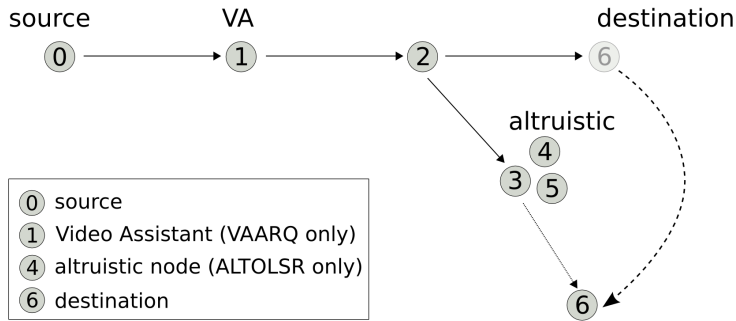 source VA destination
0 1 2 6
altruistic
4
3 5
0 source
1 Video Assistant (VAARQ only)
4 altruistic node (ALTOLSR only)
6 destination
6